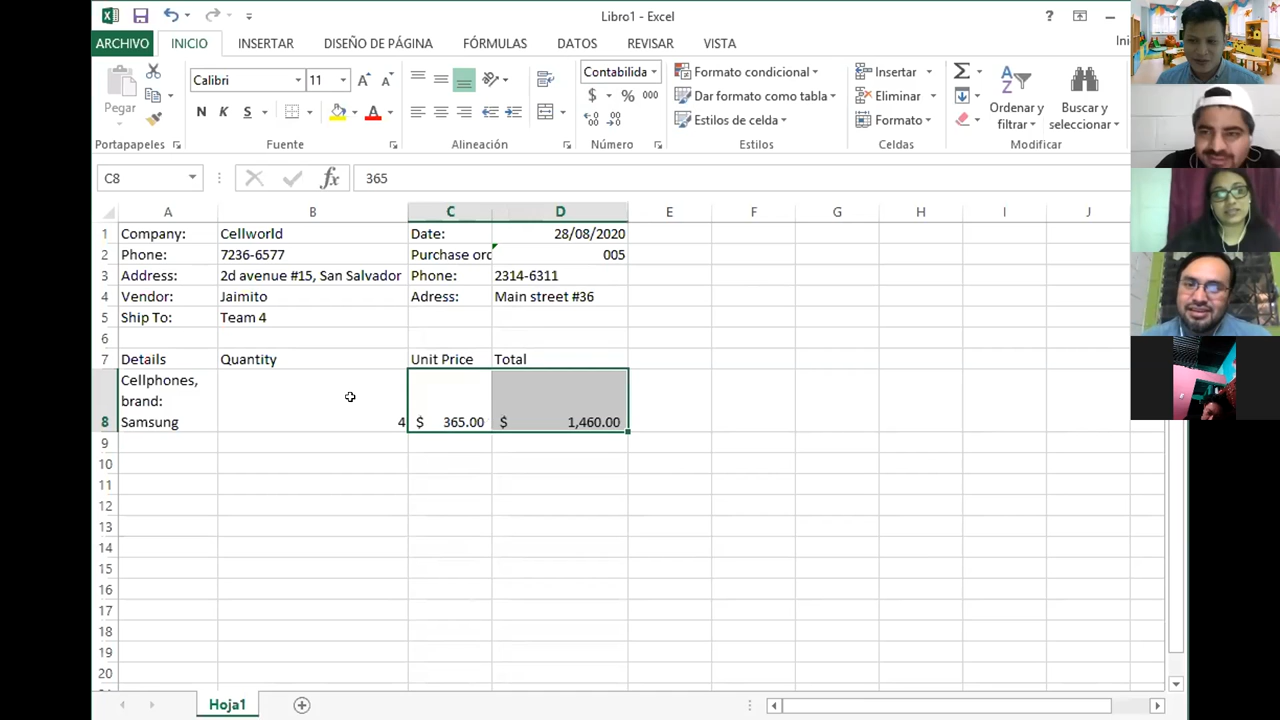 Libro1 - Excel
?
ARCHIVO INICIO INSERTAR DISEÑO DE PÁGINA FÓRMULAS DATOS REVISAR VISTA Ini
Pegar
Calibri 11
N K S A
Contabilida
$ % 000
Formato condicional
Dar formato como tabla
Estilos de celda
Insertar
Eliminar
Formato
Ordenar y
filtrar
Buscar y
seleccionar
Portapapeles Fuente Alineación Número Estilos Celdas Modificar
C8 fx 365
A B C D E F G H I J
1 Company: Cellworld Date: 28/08/2020
2 Phone: 7236-6577 Purchase orc 005
3 Address: 2d avenue #15, San Salvador Phone: 2314-6311
4 Vendor: Jaimito Adress: Main street #36
5 Ship To: Team 4
6
7 Details Quantity Unit Price Total
Cellphones,
brand:
8 Samsung 4 $ 365.00 $ 1,460.00
9
10
11
12
13
14
15
16
17
18
19
20
Hoja1